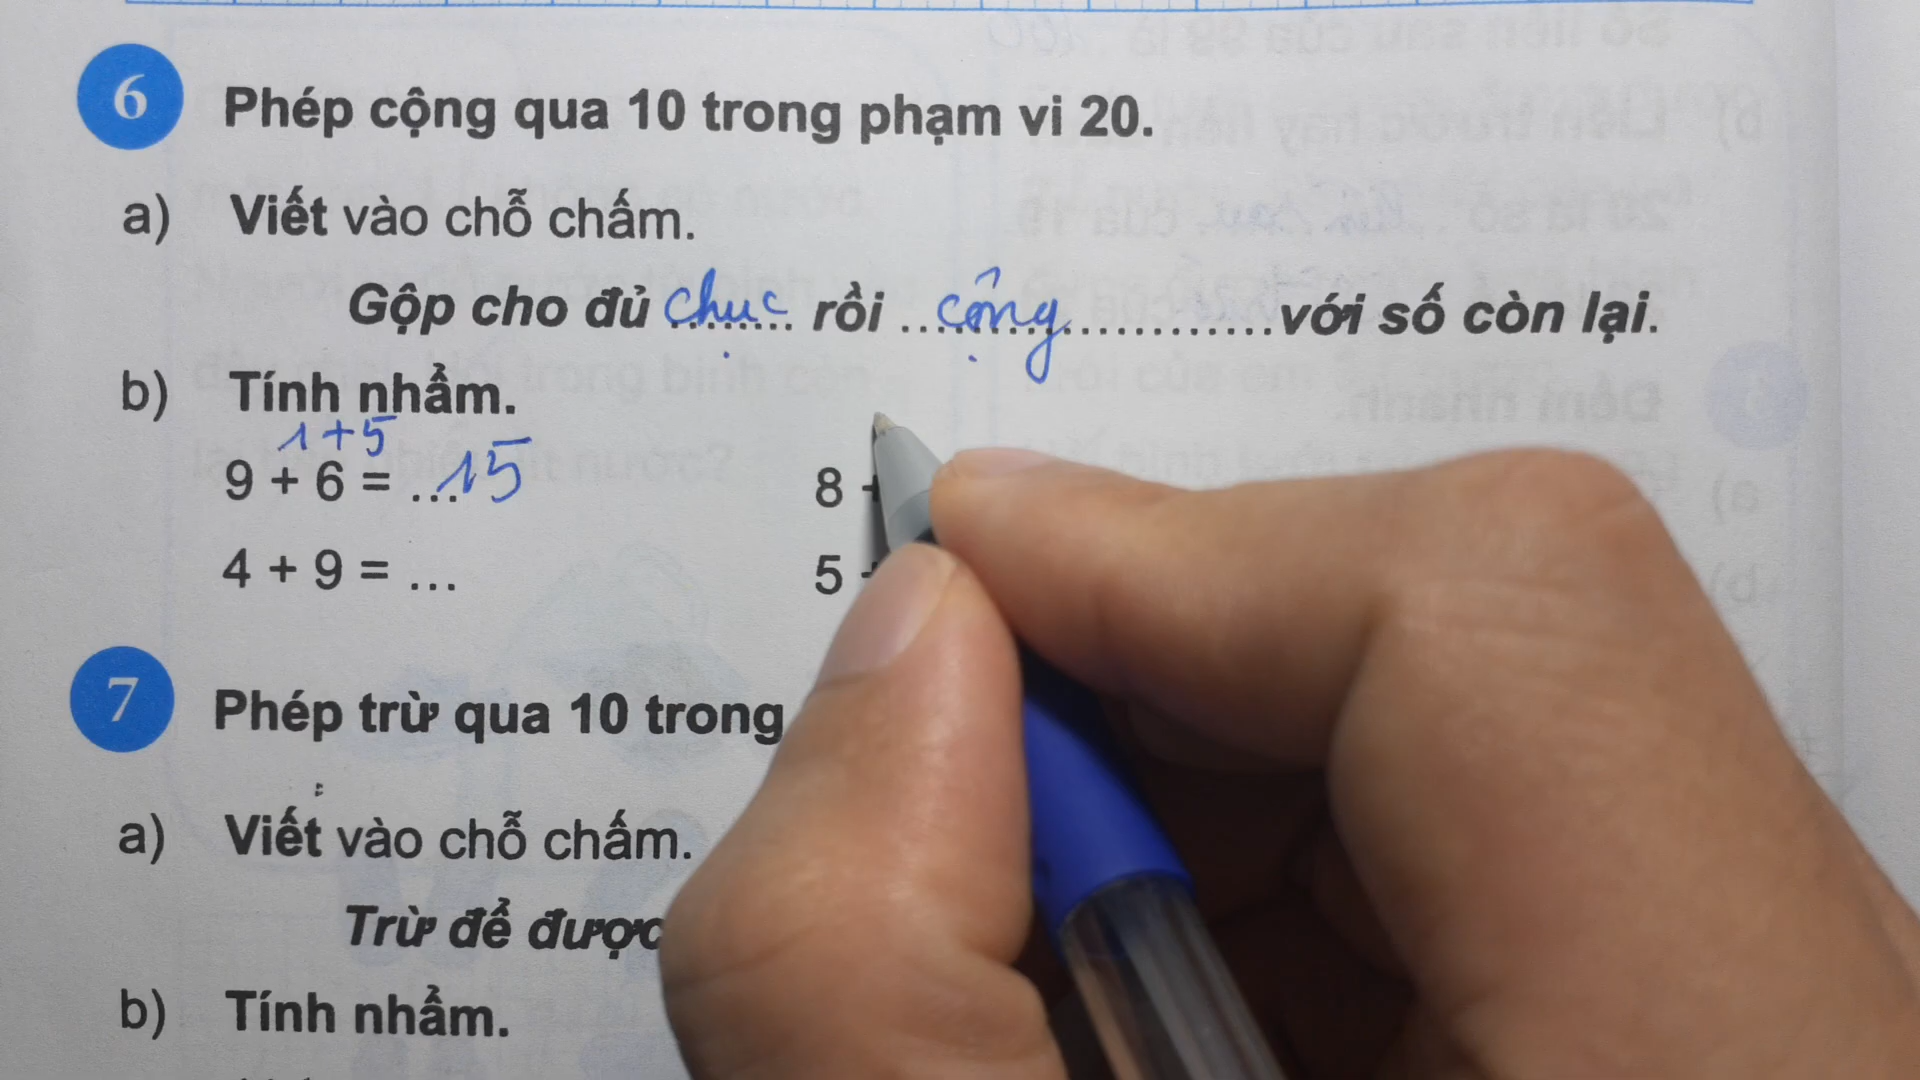 6 Phép cộng qua 10 trong phạm vi 20.
a) Viết vào chỗ chấm.
Gộp cho đủ chục rồi cộng với số còn lại.
b) Tính nhẩm.
1+5
9 + 6 = ...15
8
4 + 9 = ...
5
7 Phép trừ qua 10 trong
a) Viết vào chỗ chấm.
Trừ để được
b) Tính nhẩm.